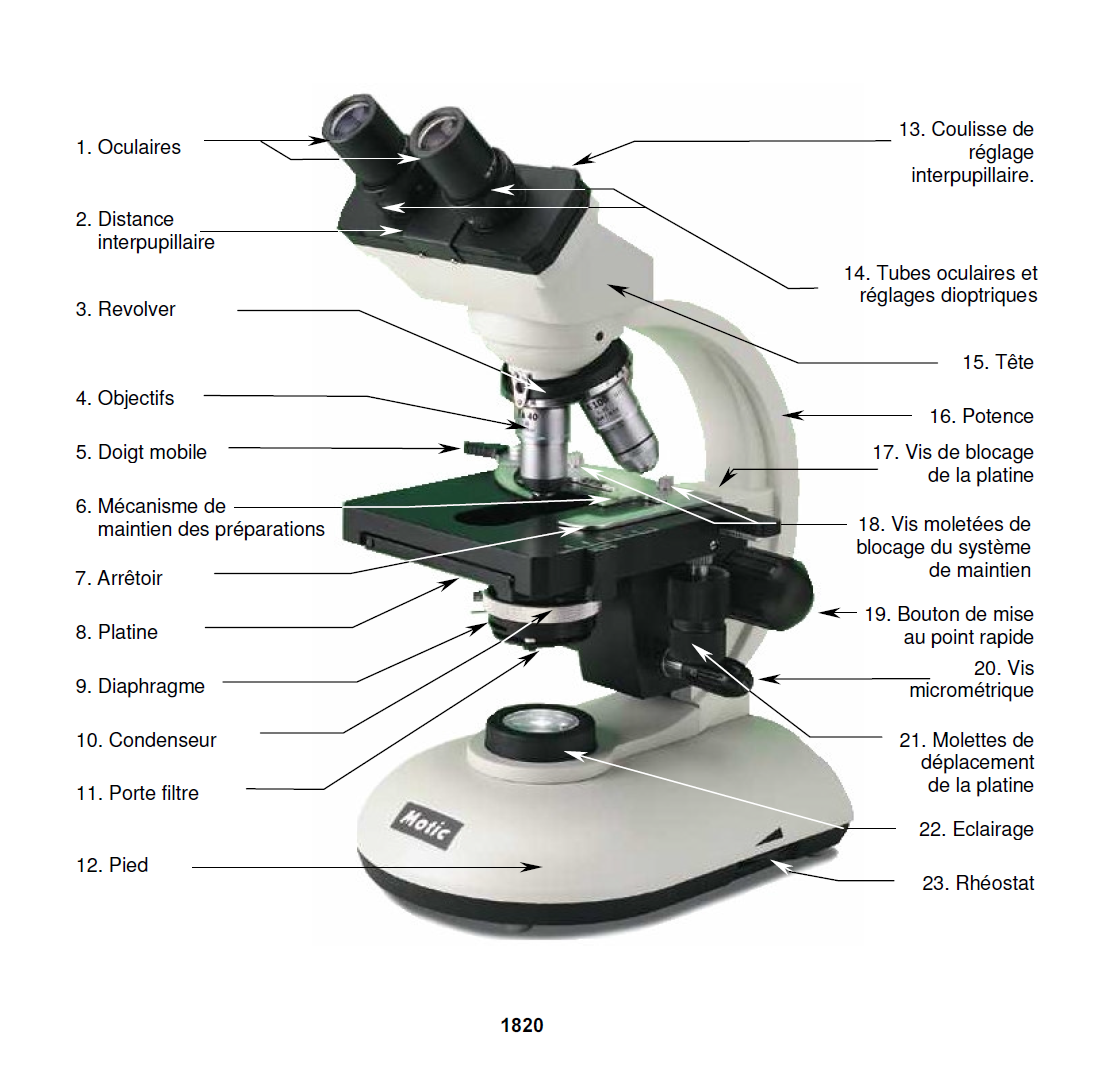 1. Oculaires
2. Distance
interpupillaire
3. Revolver
4. Objectifs
5. Doigt mobile
6. Mécanisme de
maintien des préparations
7. Arrêtoir
8. Platine
9. Diaphragme
10. Condenseur
11. Porte filtre
12. Pied
13. Coulisse de
réglage
interpupillaire.
14. Tubes oculaires et
réglages dioptriques
15. Tête
16. Potence
17. Vis de blocage
de la platine
18. Vis moletées de
blocage du système
de maintien
19. Bouton de mise
au point rapide
20. Vis
micrométrique
21. Molettes de
déplacement
de la platine
22. Eclairage
23. Rhéostat
40
100
Motic
1820